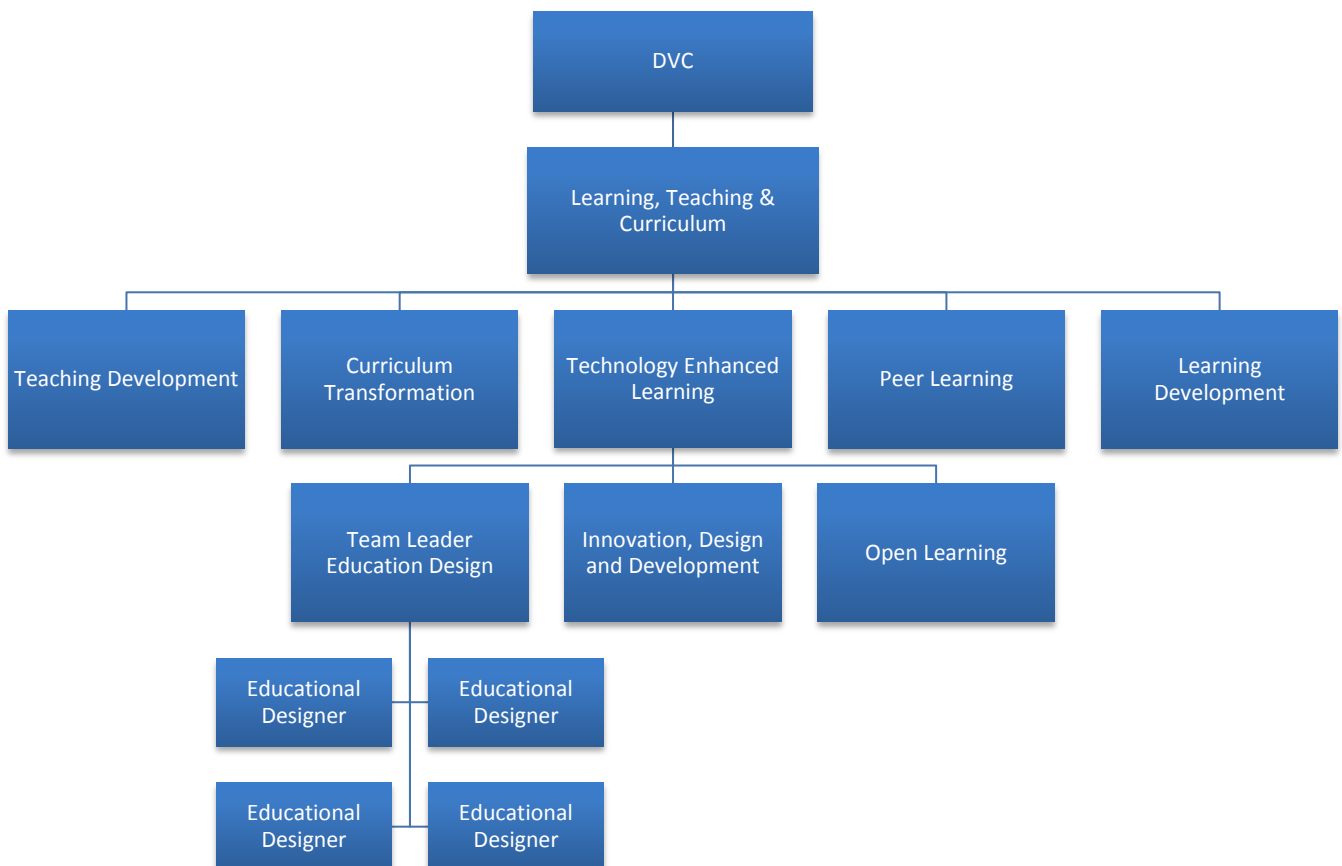 DVC
Learning, Teaching &
Curriculum
Teaching Development
Curriculum
Transformation
Technology Enhanced
Learning
Peer Learning
Learning
Development
Team Leader
Education Design
Innovation, Design
and Development
Open Learning
Educational
Designer
Educational
Designer
Educational
Designer
Educational
Designer